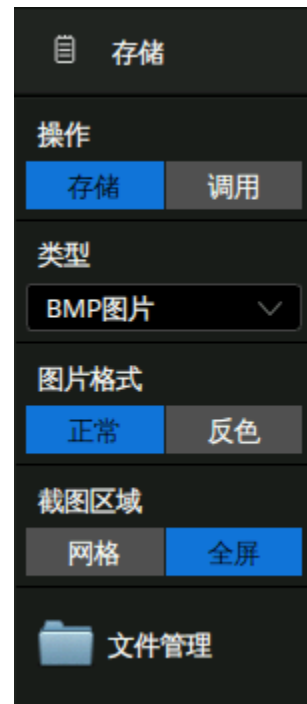 存储
操作
存储 调用
类型
BMP图片
图片格式
正常 反色
截图区域
网格 全屏
文件管理